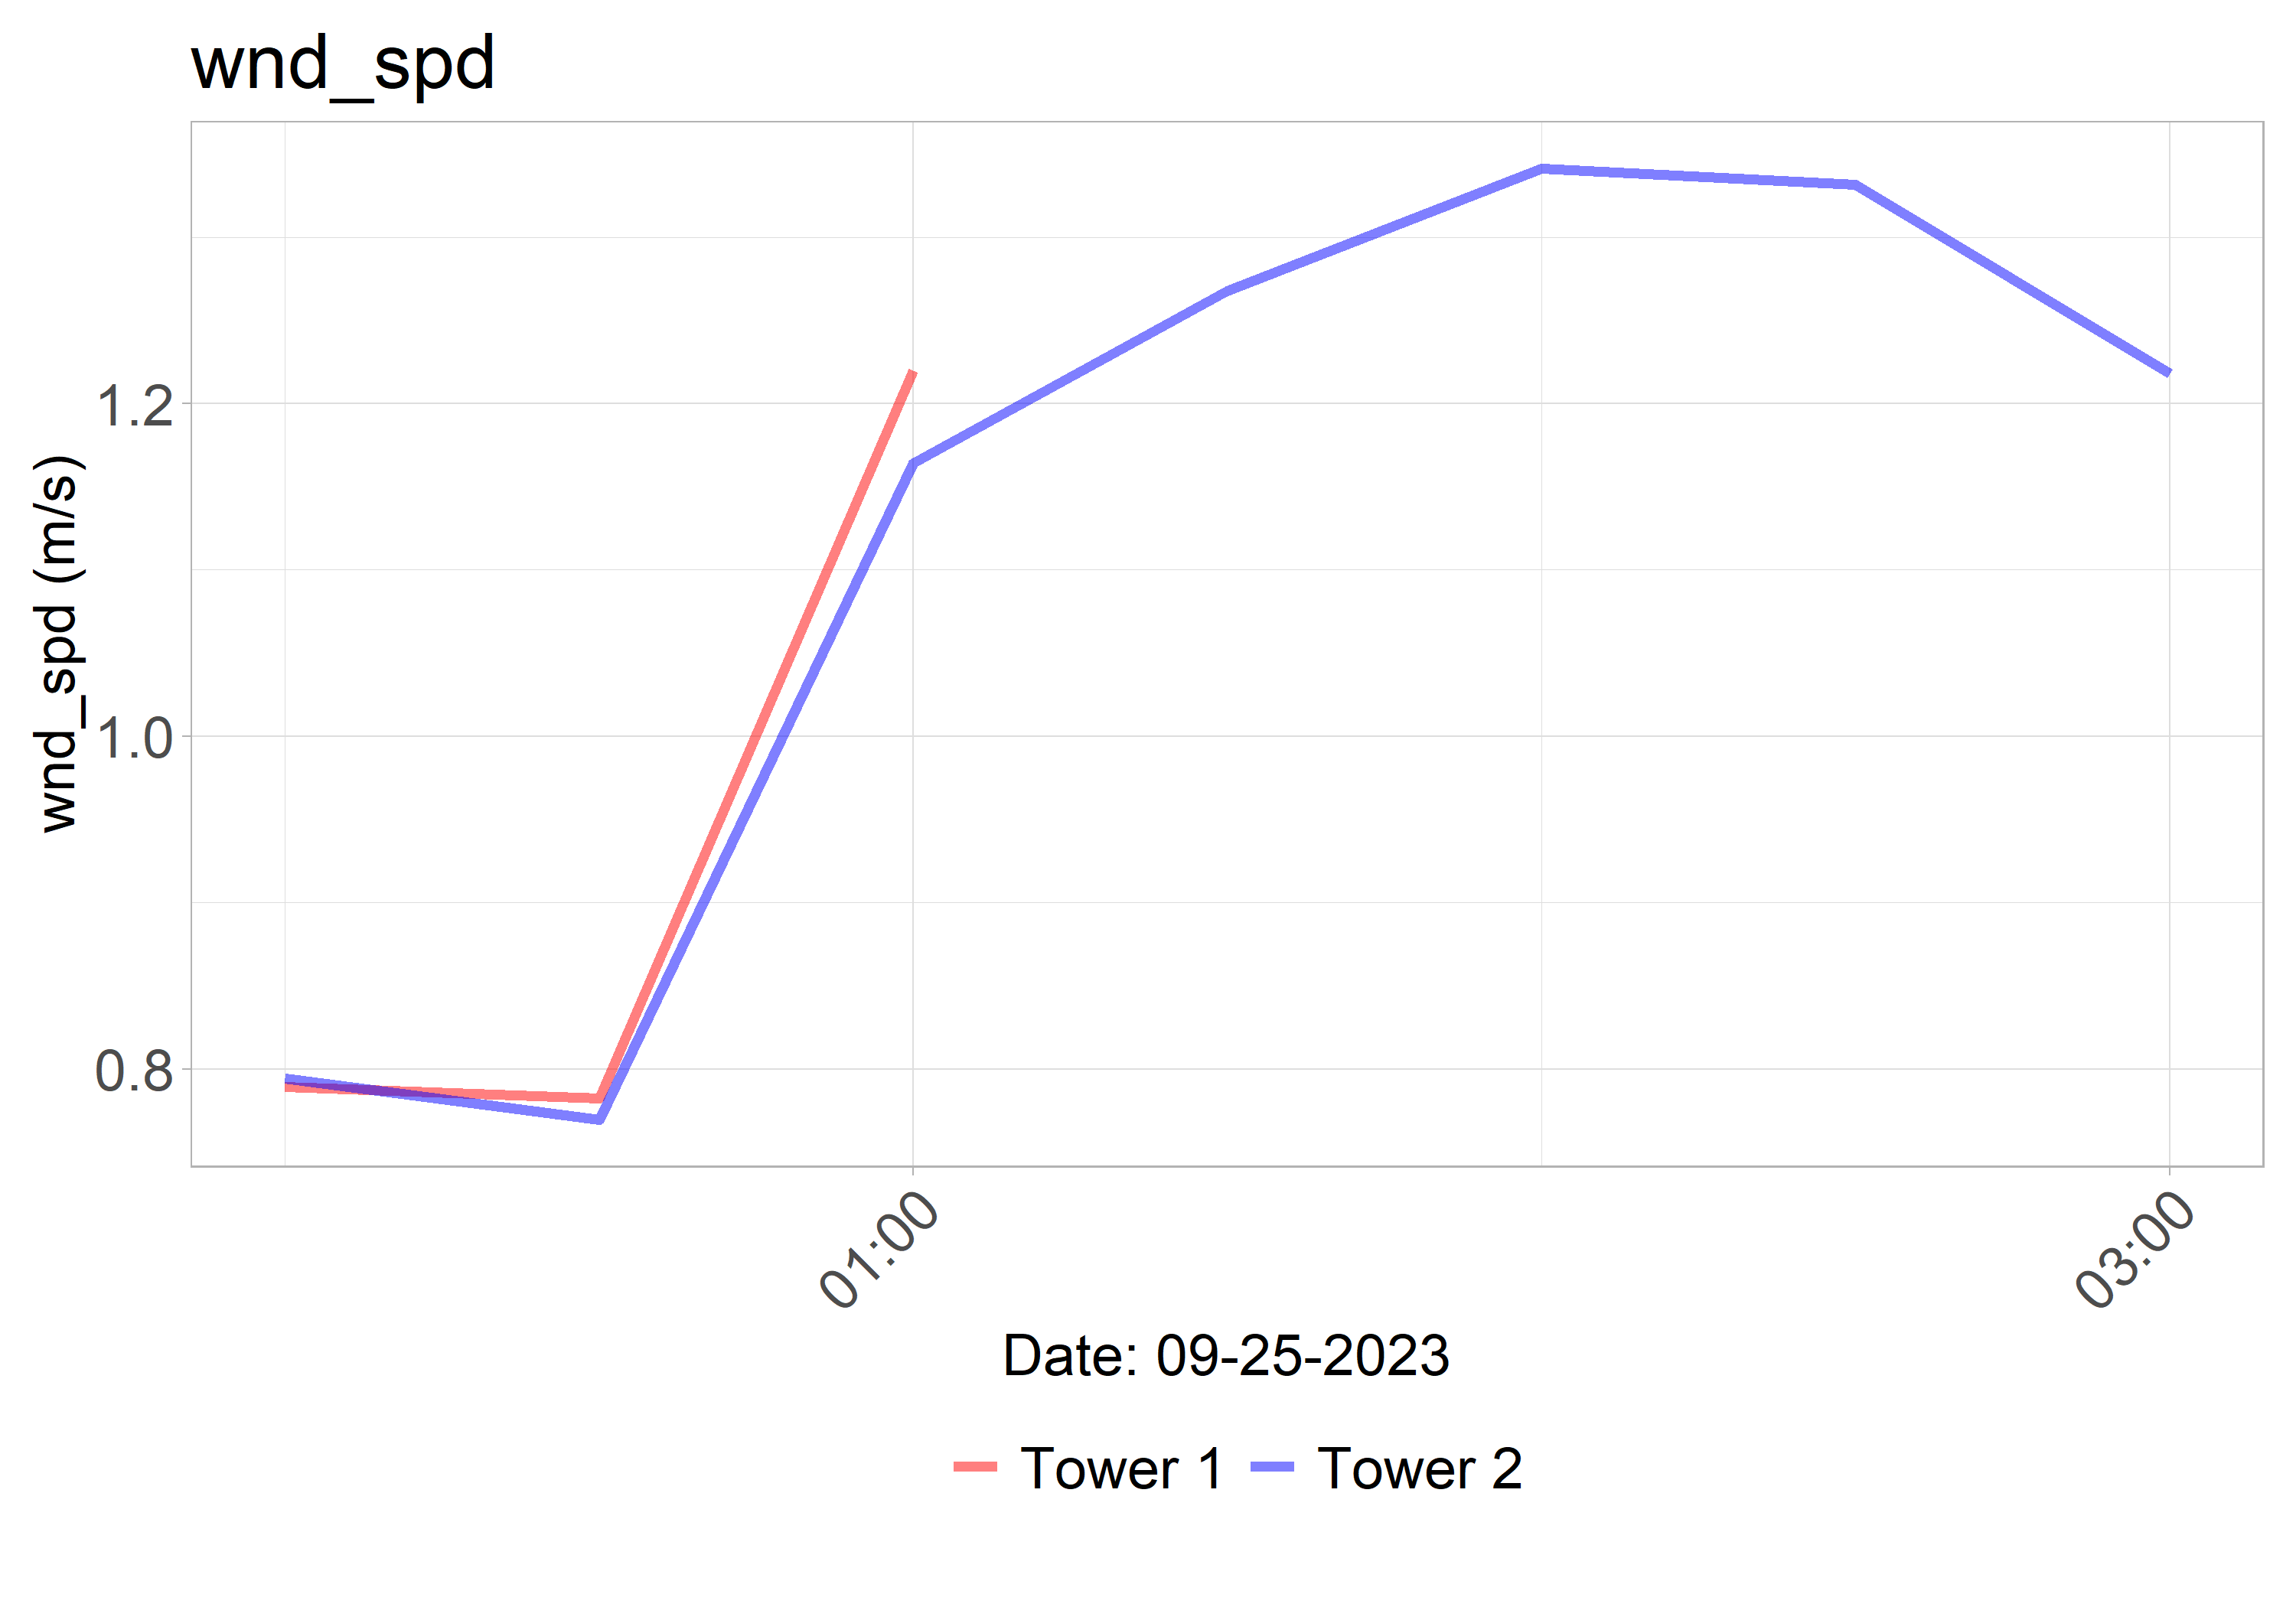 wnd_spd
wnd_spd (m/s)
1.2
1.0
0.8
01:00
03:00
Date: 09-25-2023
Tower 1 Tower 2